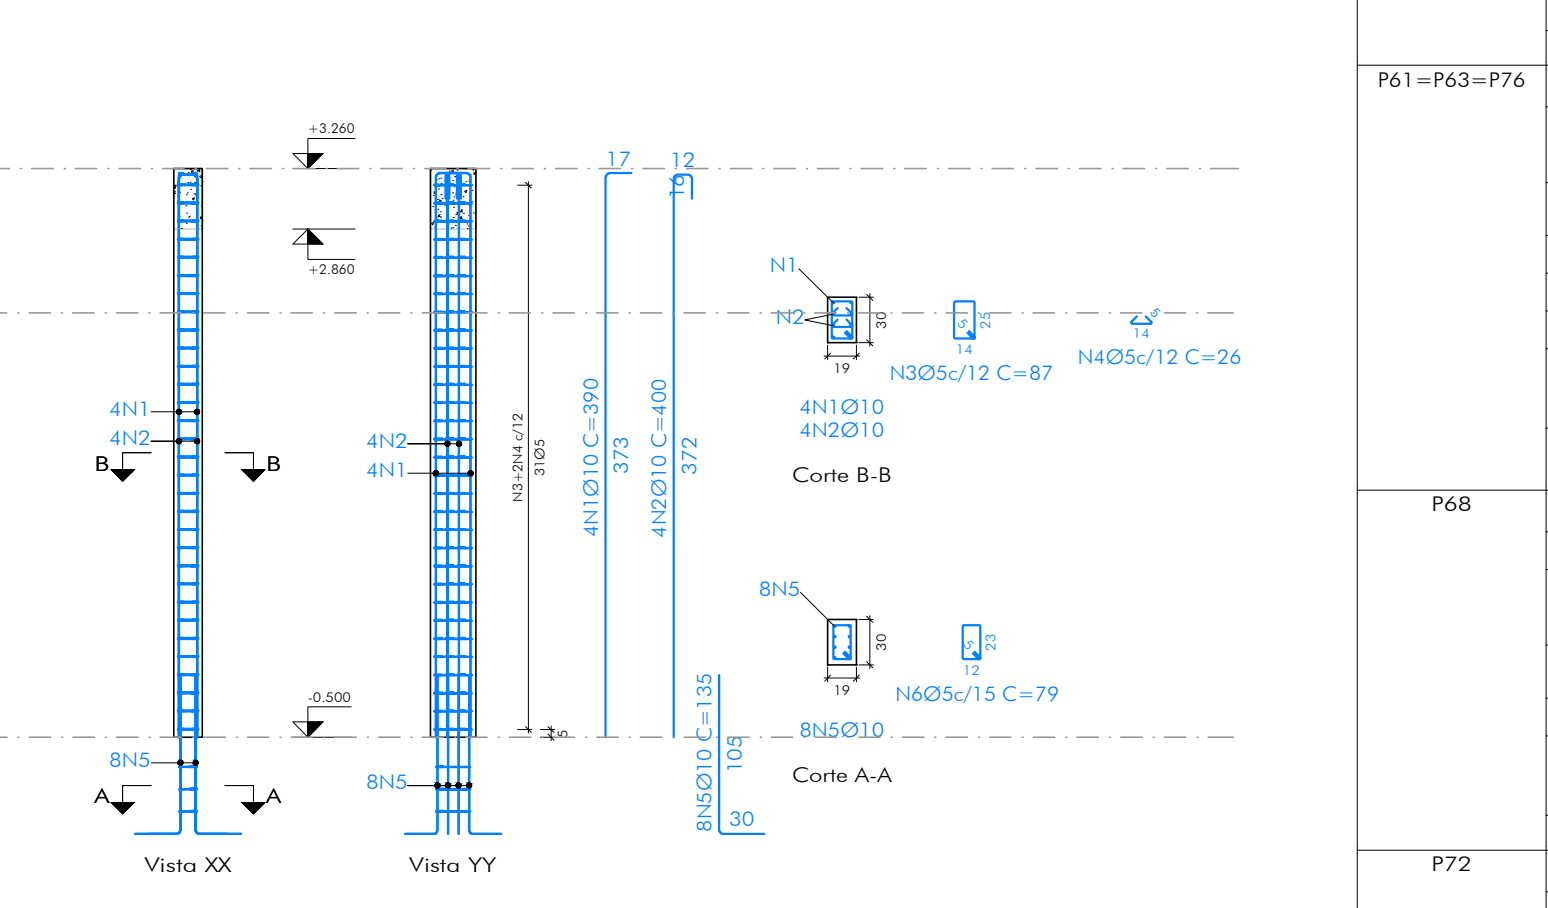 P61=P63=P76
+3.260
17
12
16
+2.860
N1
N2
30
19
5
25
14
N3Ø5c/12 C=87
5
14
N4Ø5c/12 C=26
4N1Ø10
4N2Ø10
Corte B-B
4N1
4N2
B
B
4N2
4N1
N3+2N4 c/12
31Ø5
4N1Ø10 C=390
373
4N2Ø10 C=400
372
P68
8N5
30
19
5
23
12
N6Ø5c/15 C=79
8N5Ø10
Corte A-A
-0.500
5
8N5
A
A
8N5
8N5Ø10 C=135
105
30
Vista XX
Vista YY
P72